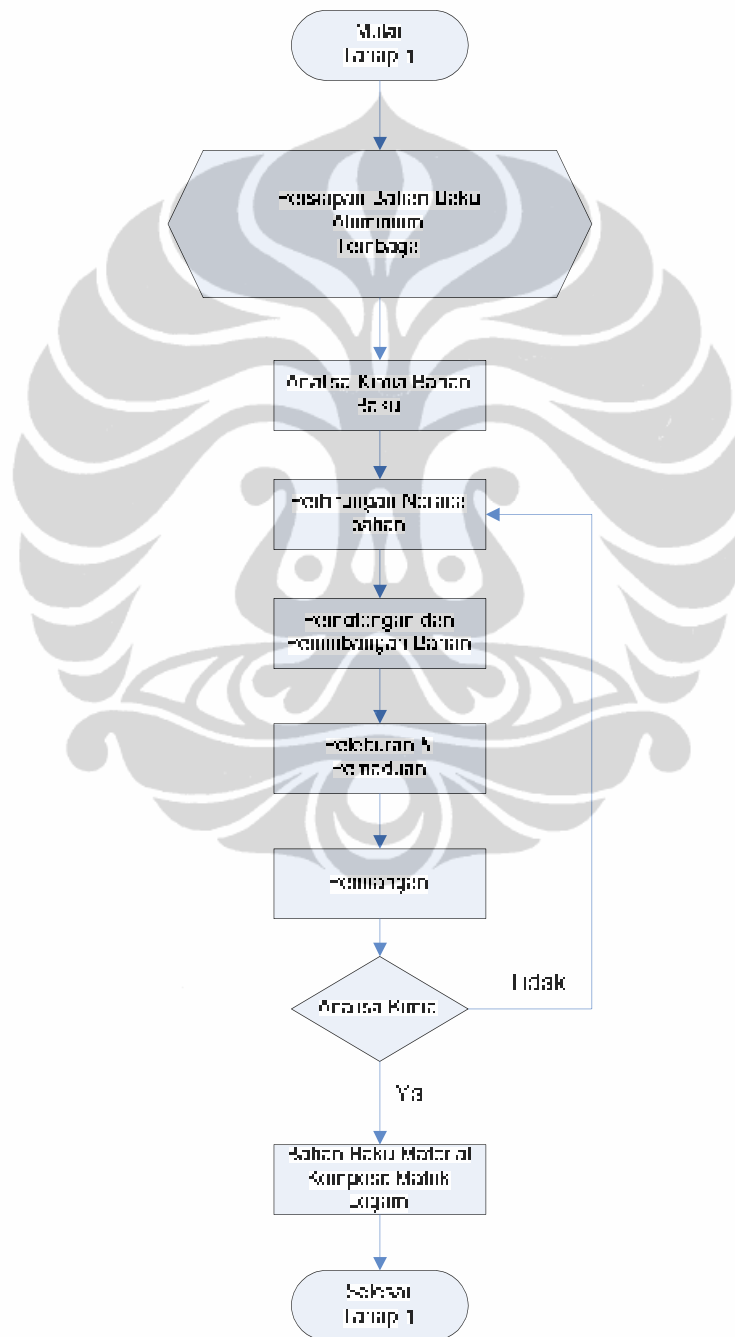 Mulai
Tahap 1
Persiapan Bahan Baku
Aluminium
Tembaga
Analisa Kimia Bahan
Baku
Perhitungan Neraca
Bahan
Pemotongan dan
Penimbangan Bahan
Peleburan &
Pemaduan
Penuangan
Analisa Kimia
Tidak
Ya
Bahan Baku Material
Komposit Matrik
Logam
Selesai
Tahap 1